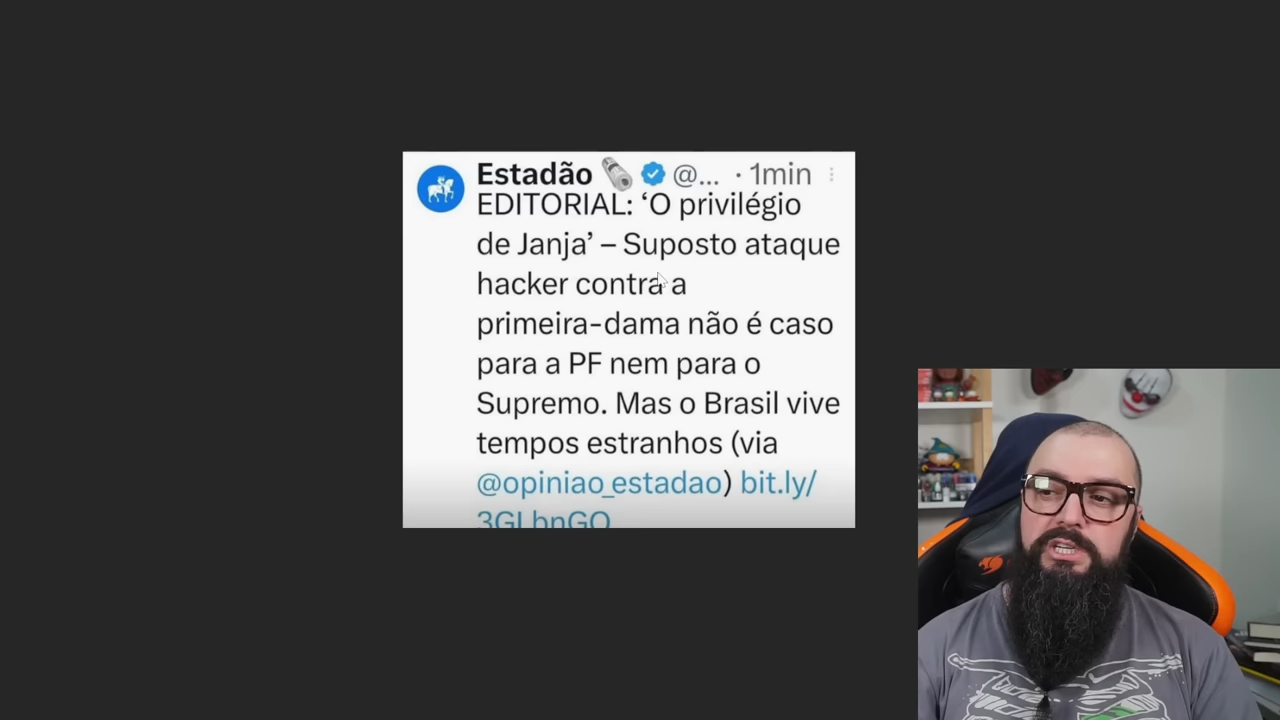 Estadão @... · 1min
EDITORIAL: ‘O privilégio
de Janja’ – Suposto ataque
hacker contra a
primeira-dama não é caso
para a PF nem para o
Supremo. Mas o Brasil vive
tempos estranhos (via
@opiniao_estadao) bit.ly/
3GLbnGO